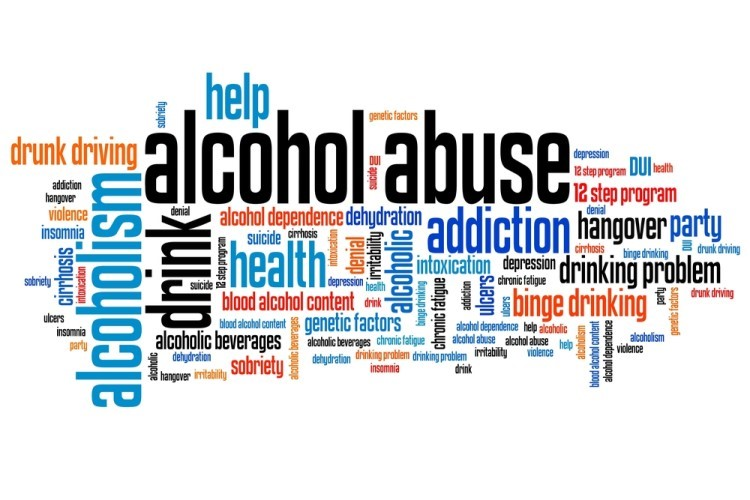 help
sobriety
genetic factors
alcohol abuse
drunk driving
DUI
suicide
depression
12 step program
DUI
health
addiction
hangover
12 step program
violence
denial
alcohol dependence
dehydration
addiction
denial
hangover
party
insomnia
suicide
cirrhosis
intoxication
denial
irritability
alcoholic
drink
12 step program
health
cirrhosis
binge drinking
DUI
drunk driving
cirrhosis
intoxication
alcoholism
intoxication
depression
drinking problem
sobriety
suicide
depression
health
chronic fatigue
addiction
ulcers
chronic fatigue
blood alcohol content
drink
binge drinking
ulcers
binge drinking
party
genetic factors
drunk driving
ulcers
blood alcohol content
alcoholic beverages
genetic factors
alcohol dependence
help
alcoholic
insomnia
alcoholic beverages
alcoholic beverages
chronic fatigue
alcohol abuse
alcohol abuse
help
alcoholism
blood alcohol content
alcohol dependence
alcoholism
party
violence
alcoholic
dehydration
sobriety
dehydration
drinking problem
drinking problem
irritability
violence
hangover
irritability
insomnia
drink